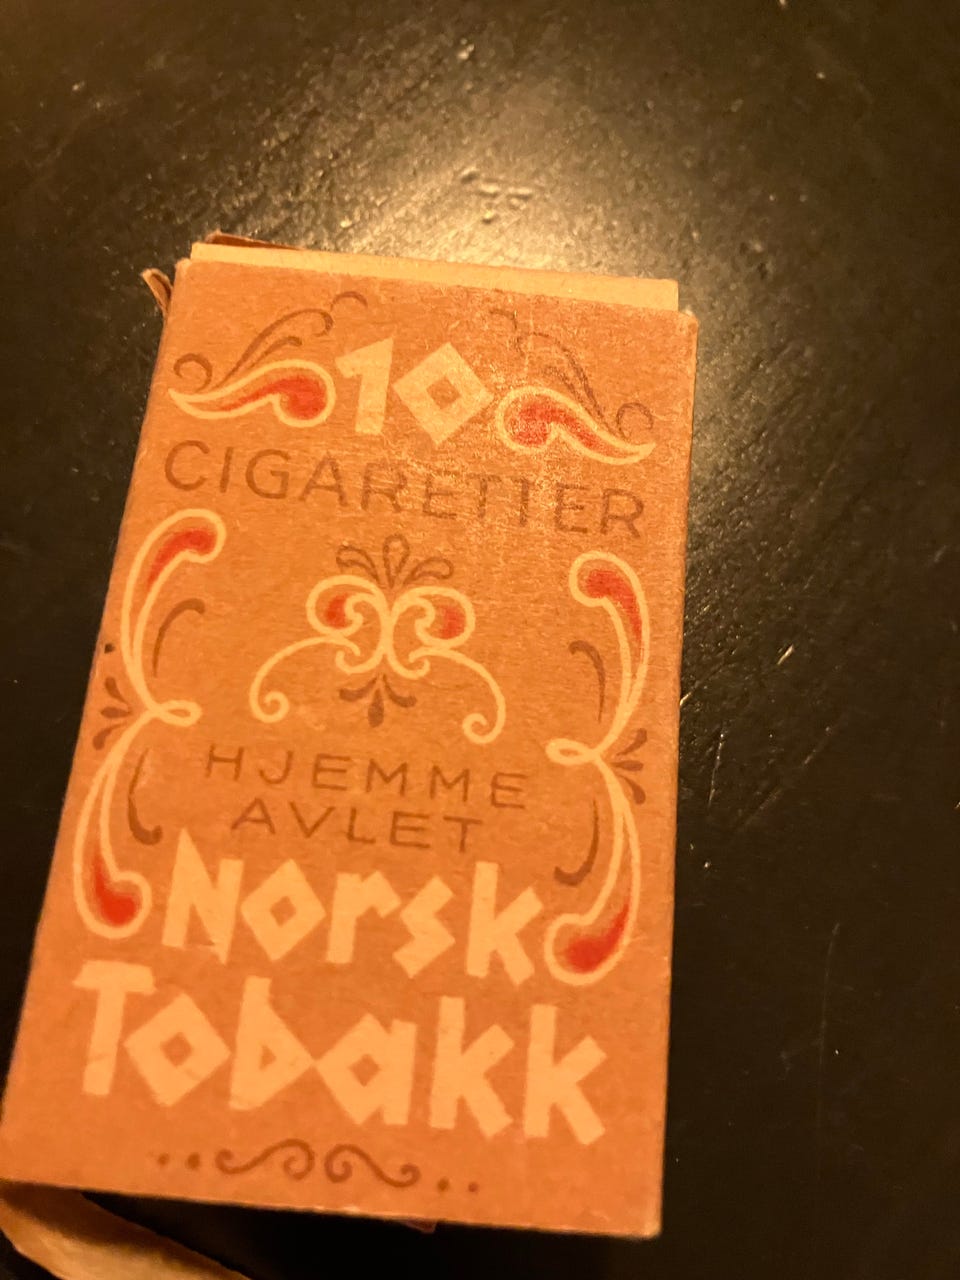 10
CIGARETTER
HJEMME
AVLET
Norsk
Tobakk